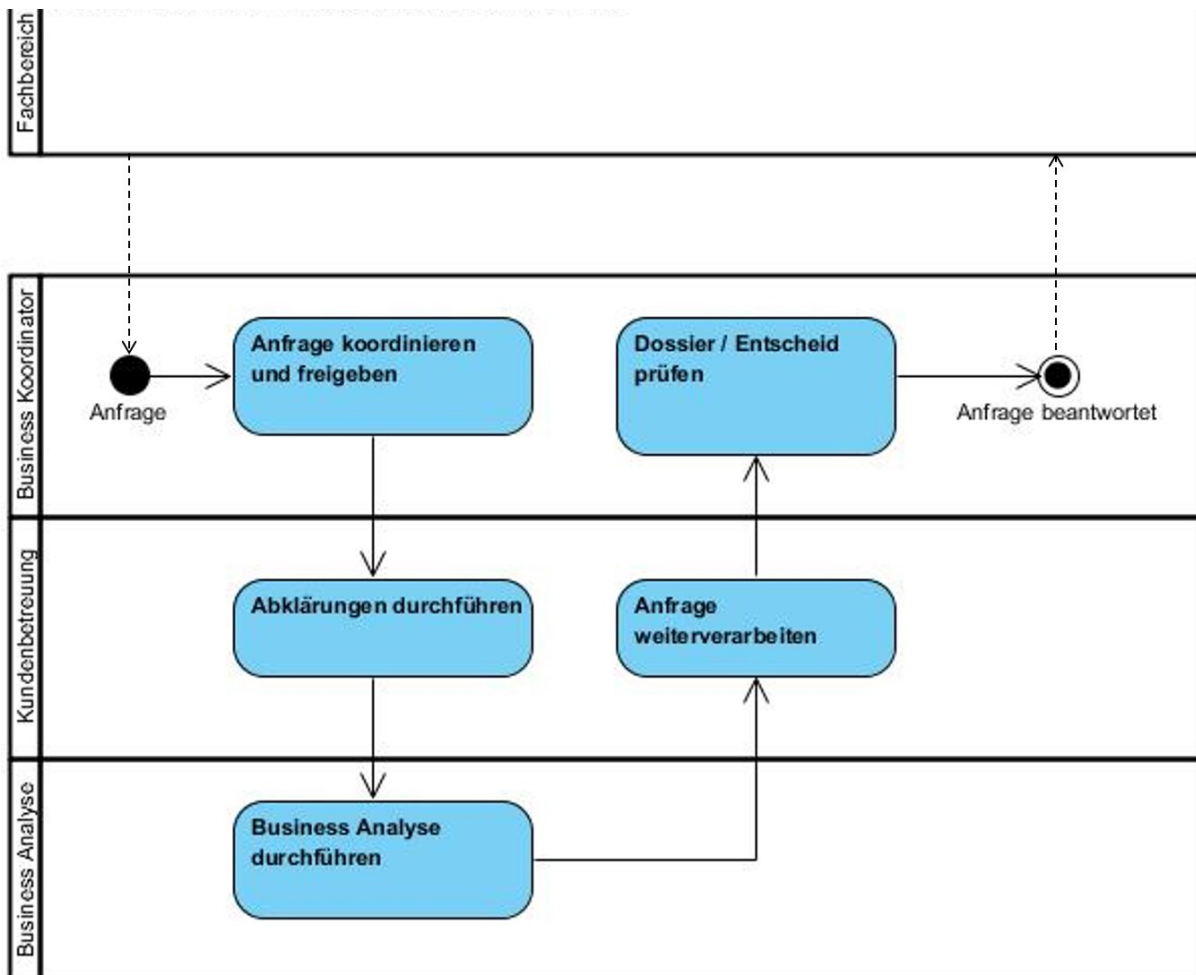 Fachbereich
Business Koordinator
Anfrage koordinieren
und freigeben
Dossier / Entscheid
prüfen
Anfrage
Anfrage beantwortet
Kundenbetreuung
Abklärungen durchführen
Anfrage
weiterverarbeiten
Business Analyse
Business Analyse
durchführen